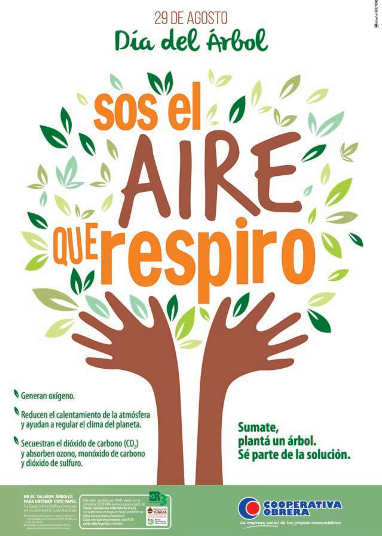 29 DE AGOSTO
Día del Árbol
sos el
AIRE
QUE respiro
Generan oxígeno.
Reducen el calentamiento de la atmósfera
y ayudan a regular el clima del planeta.
Secuestran el dióxido de carbono (CO₂)
y absorben ozono, monóxido de carbono
y dióxido de sulfuro.
Sumate,
plantá un árbol.
Sé parte de la solución.
COOPERATIVA
OBRERA